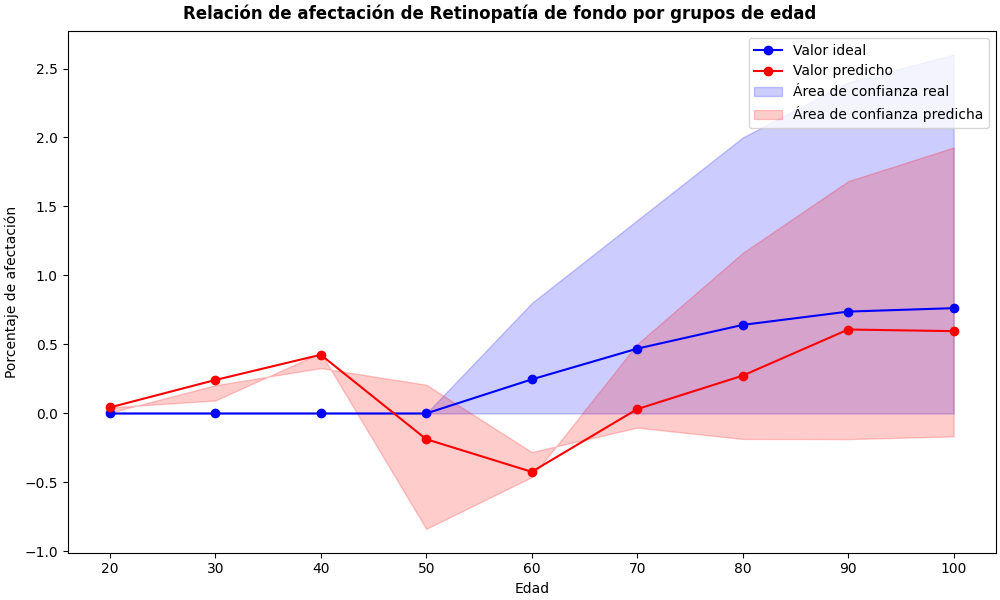 Relación de afectación de Retinopatía de fondo por grupos de edad
Valor ideal
Valor predicho
Área de confianza real
Área de confianza predicha
Porcentaje de afectación
2.5
2.0
1.5
1.0
0.5
0.0
−0.5
−1.0
20 30 40 50 60 70 80 90 100
Edad